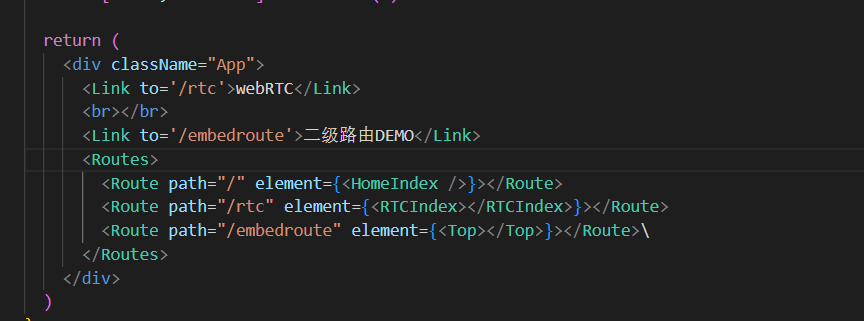 return (
<div className="App">
<Link to='/rtc'>webRTC</Link>
<br></br>
<Link to='/embedroute'>二级路由DEMO</Link>
<Routes>
<Route path="/" element={<HomeIndex />}></Route>
<Route path="/rtc" element={<RTCIndex></RTCIndex>}></Route>
<Route path="/embedroute" element={<Top></Top>}></Route>\
</Routes>
</div>
)